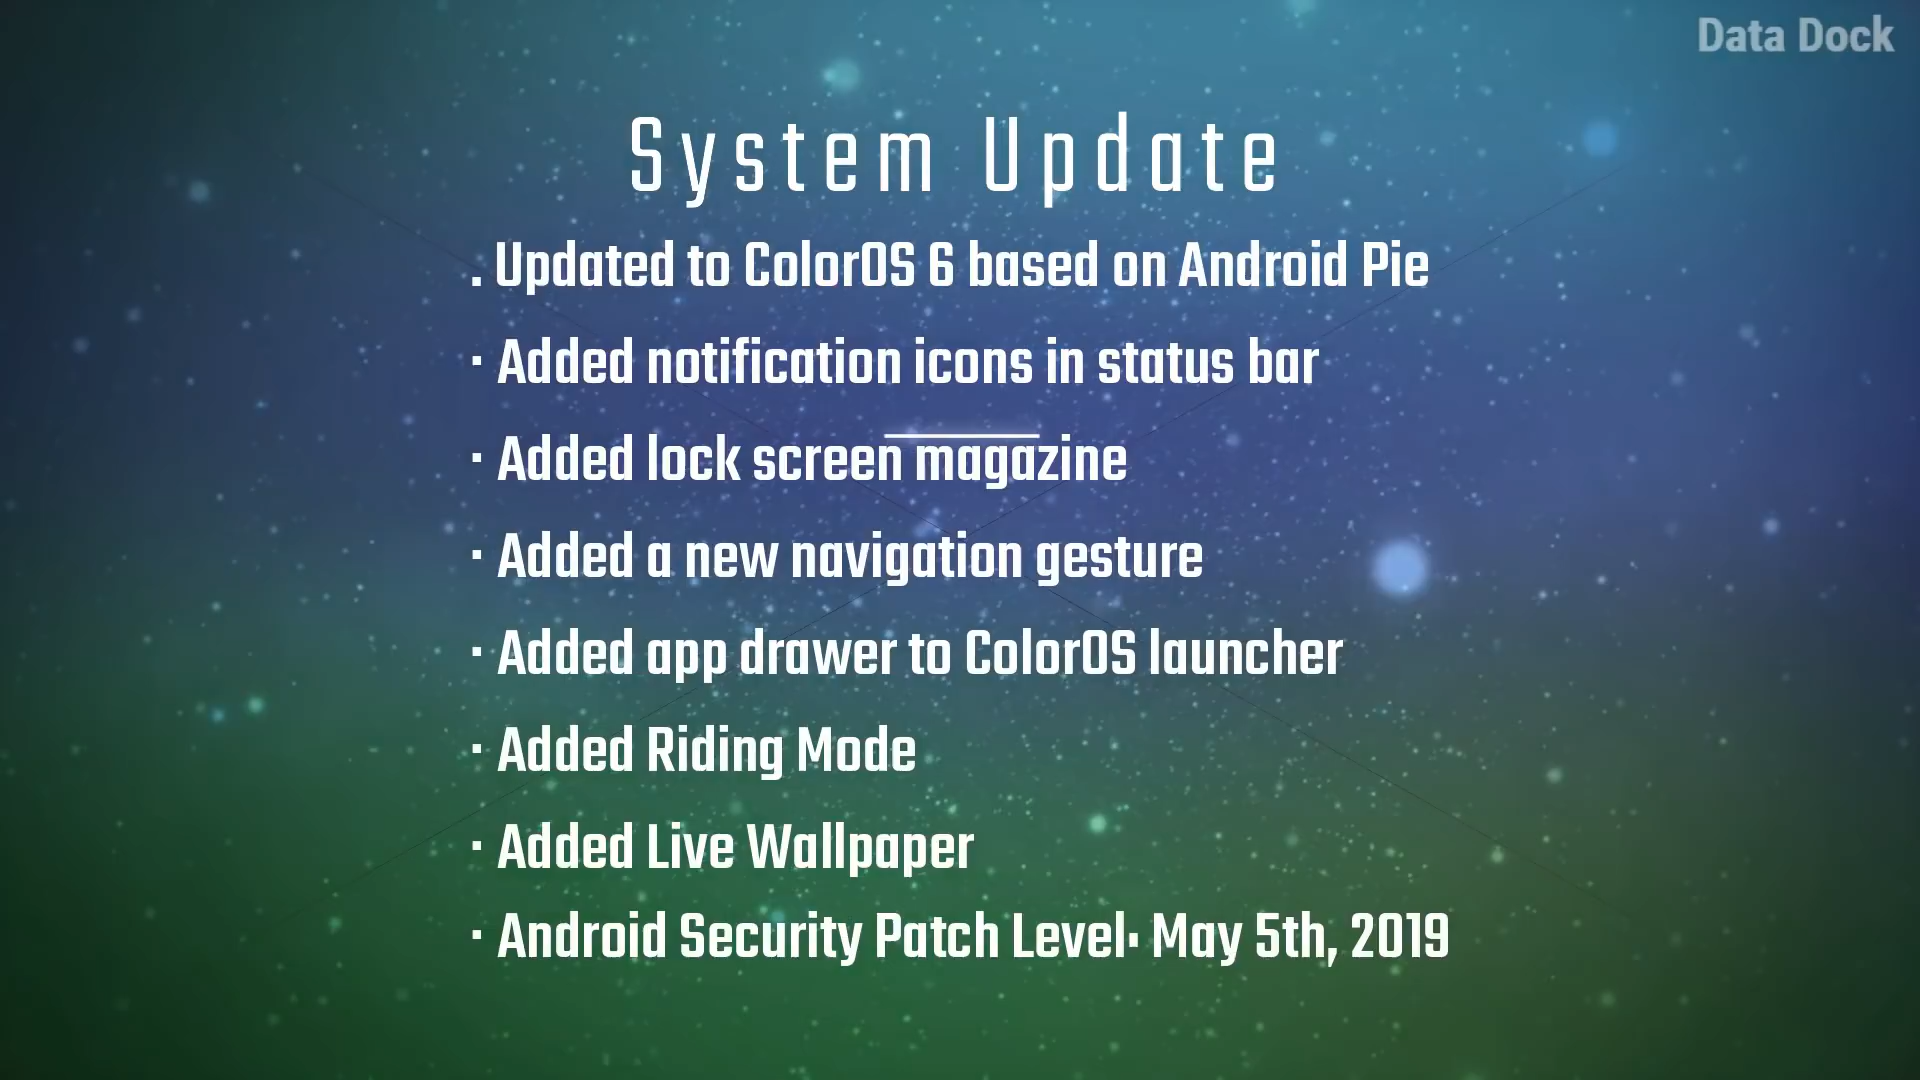 Data Dock
System Update
. Updated to ColorOS 6 based on Android Pie
· Added notification icons in status bar
· Added lock screen magazine
· Added a new navigation gesture
· Added app drawer to ColorOS launcher
· Added Riding Mode
· Added Live Wallpaper
· Android Security Patch Level: May 5th, 2019